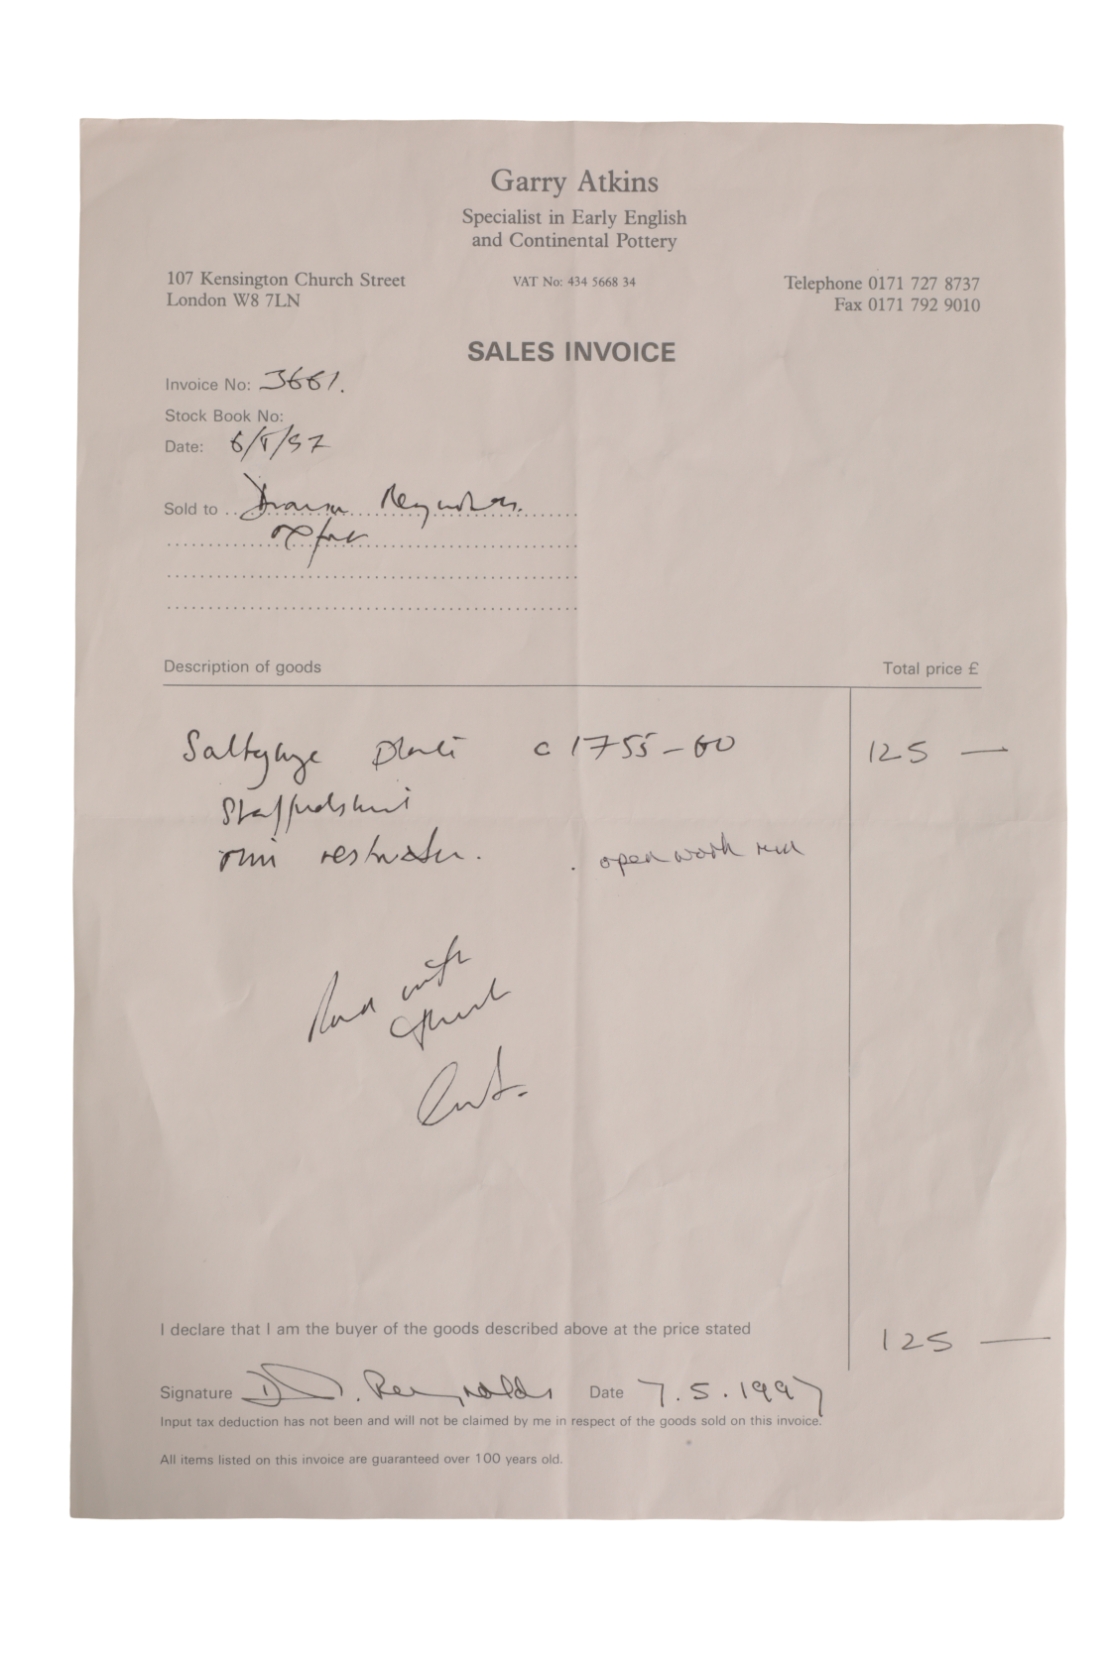 Garry Atkins
Specialist in Early English
and Continental Pottery
107 Kensington Church Street
London W8 7LN
VAT No: 434 5668 34
Telephone 0171 727 8737
Fax 0171 792 9010
SALES INVOICE
Invoice No: 3661.
Stock Book No:
Date: 6/5/97
Sold to Reynolds.
Description of goods Total price £
Saltglaze plate c 1755-60 125 —
Staffordshire
rim restoration. . open work rim
with
125 —
I declare that I am the buyer of the goods described above at the price stated
Signature D. Reynolds Date 7.5.1997
Input tax deduction has not been and will not be claimed by me in respect of the goods sold on this invoice.
All items listed on this invoice are guaranteed over 100 years old.